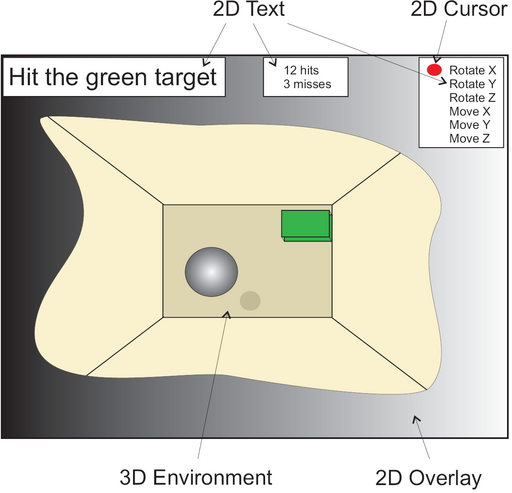 2D Text
2D Cursor
Hit the green target
12 hits
3 misses
Rotate X
Rotate Y
Rotate Z
Move X
Move Y
Move Z
3D Environment
2D Overlay